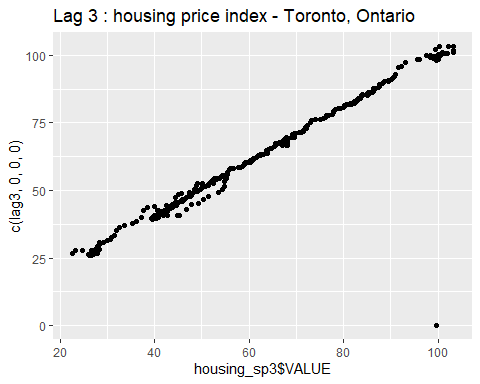 Lag 3 : housing price index - Toronto, Ontario
c(lag3, 0, 0, 0)
100
75
50
25
0
20 40 60 80 100
housing_sp3$VALUE